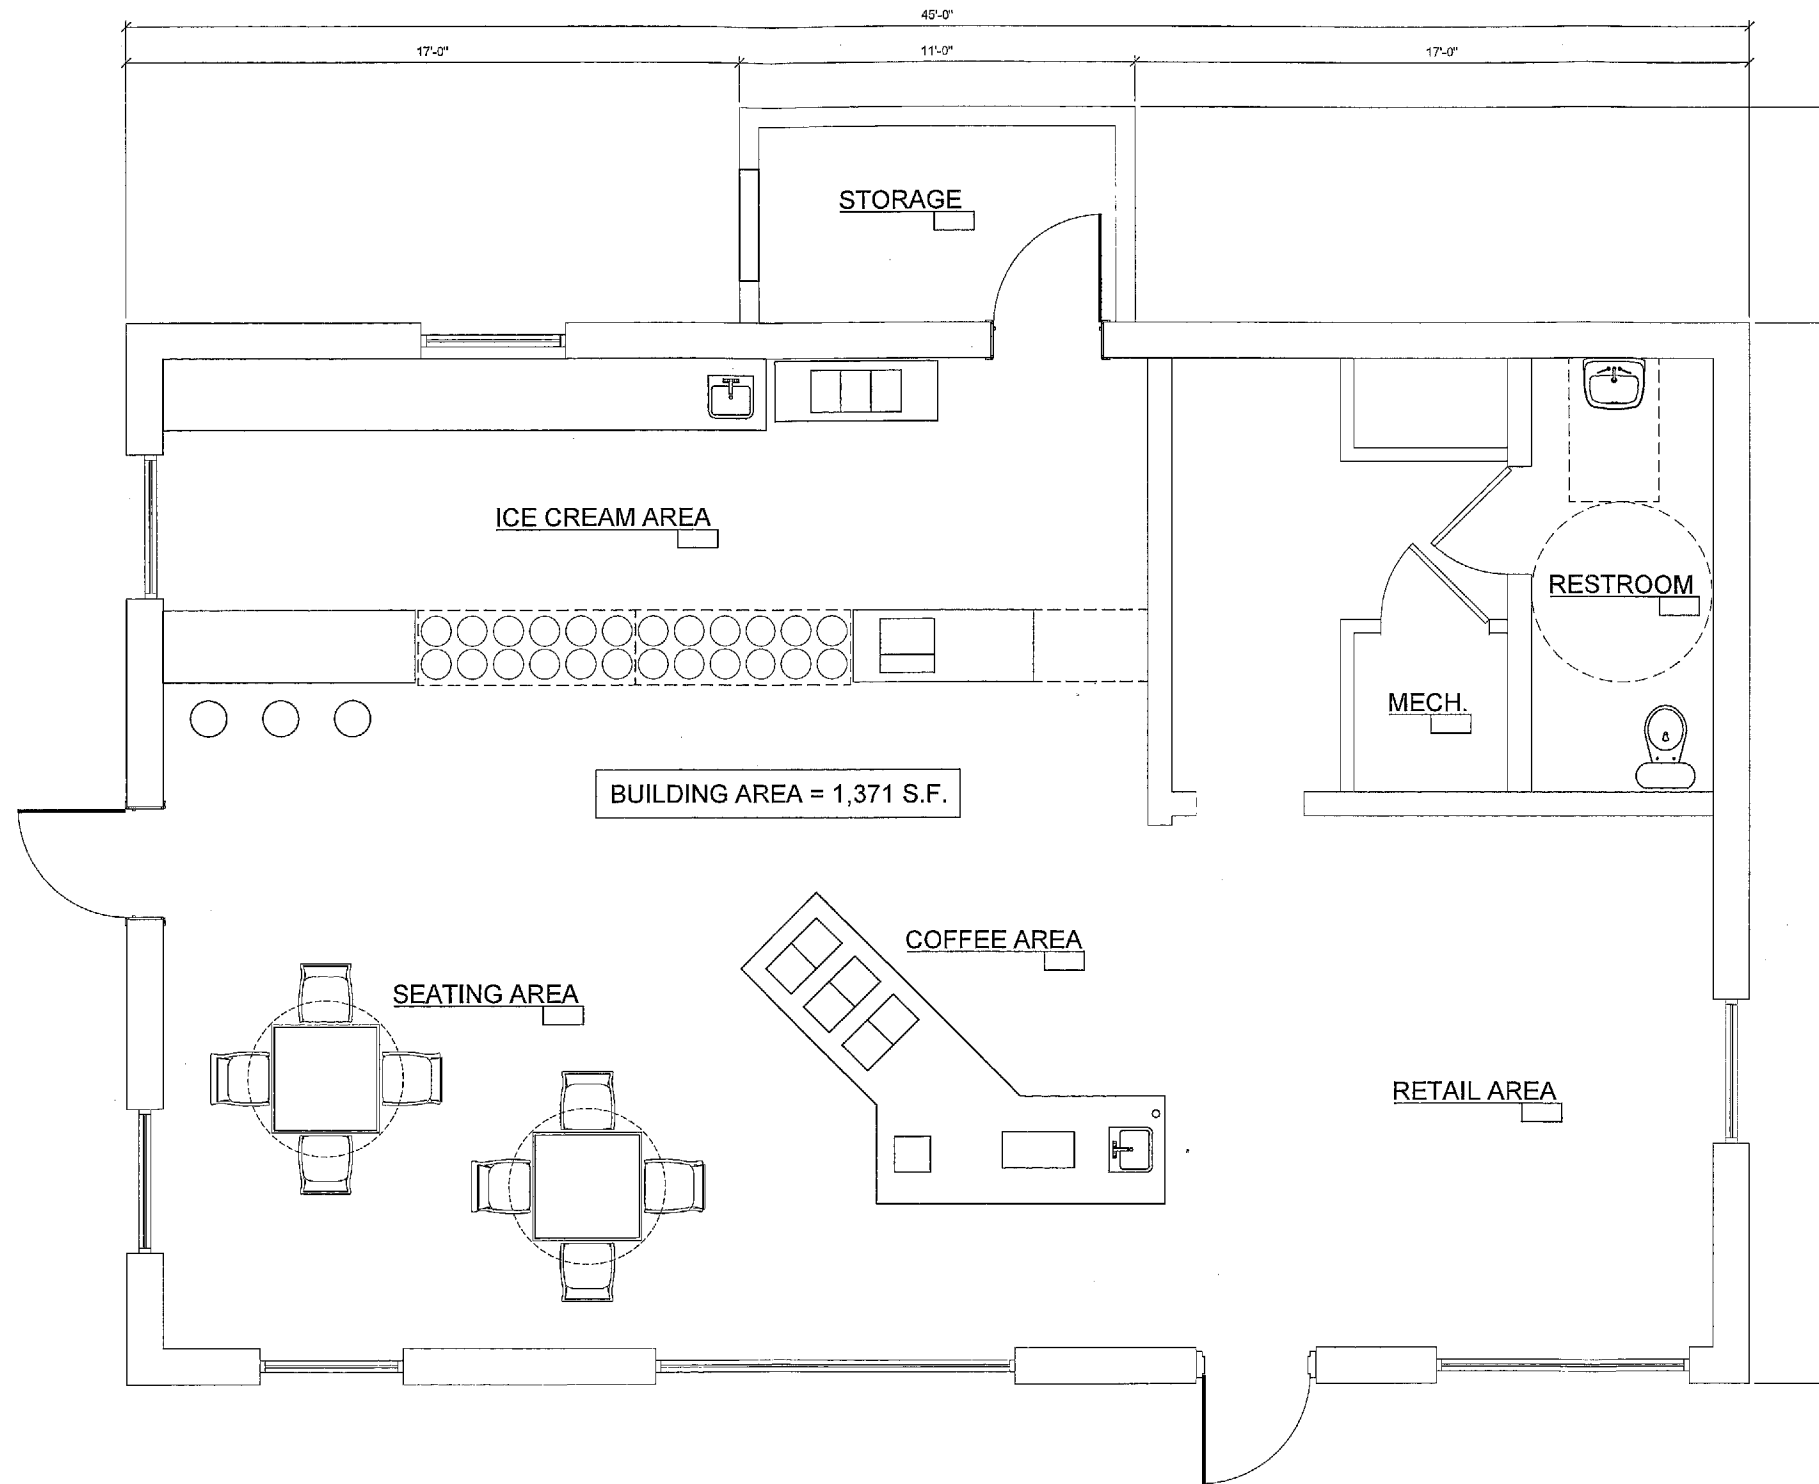 45'-0"
17'-0"
11'-0"
17'-0"
STORAGE
ICE CREAM AREA
RESTROOM
MECH.
BUILDING AREA = 1,371 S.F.
COFFEE AREA
SEATING AREA
RETAIL AREA